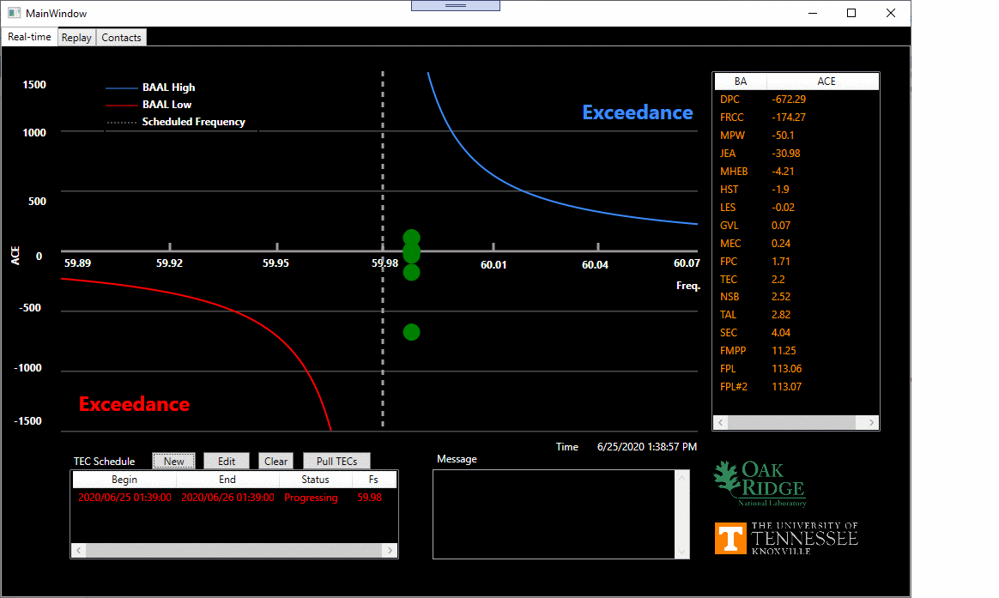 MainWindow
Real-time Replay Contacts
1500
1000
500
0
-500
-1000
-1500
ACE
BAAL High
BAAL Low
Scheduled Frequency
Exceedance
59.89 59.92 59.95 59.98 60.01 60.04 60.07
Freq.
Exceedance
BA ACE
DPC -672.29
FRCC -174.27
MPW -50.1
JEA -30.98
MHEB -4.21
HST -1.9
LES -0.02
GVL 0.07
MEC 0.24
FPC 1.71
TEC 2.2
NSB 2.52
TAL 2.82
SEC 4.04
FMPP 11.25
FPL 113.06
FPL#2 113.07
Time 6/25/2020 1:38:57 PM
TEC Schedule New Edit Clear Pull TECs
Begin End Status Fs
2020/06/25 01:39:00 2020/06/26 01:39:00 Progressing 59.98
Message
OAK
RIDGE
National Laboratory
T
THE UNIVERSITY OF
TENNESSEE
KNOXVILLE